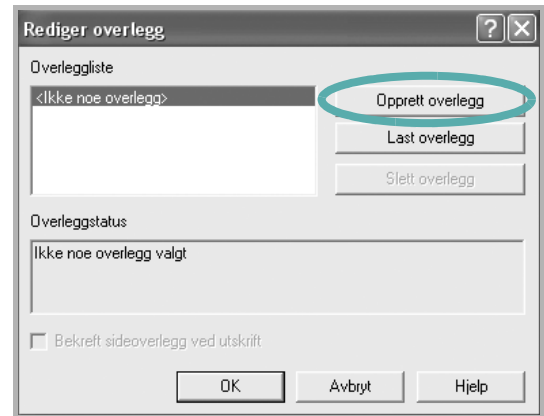 Rediger overlegg
Overleggliste
<Ikke noe overlegg>
Opprett overlegg
Last overlegg
Slett overlegg
Overleggstatus
Ikke noe overlegg valgt
Bekreft sideoverlegg ved utskrift
OK Avbryt Hjelp